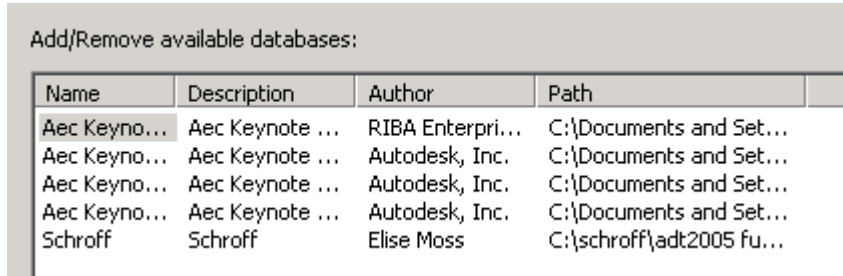 Add/Remove available databases:
Name Description Author Path
Aec Keyno... Aec Keynote ... RIBA Enterpri... C:\Documents and Set...
Aec Keyno... Aec Keynote ... Autodesk, Inc. C:\Documents and Set...
Aec Keyno... Aec Keynote ... Autodesk, Inc. C:\Documents and Set...
Aec Keyno... Aec Keynote ... Autodesk, Inc. C:\Documents and Set...
Schroff Schroff Elise Moss C:\schroff\adt2005 fu...